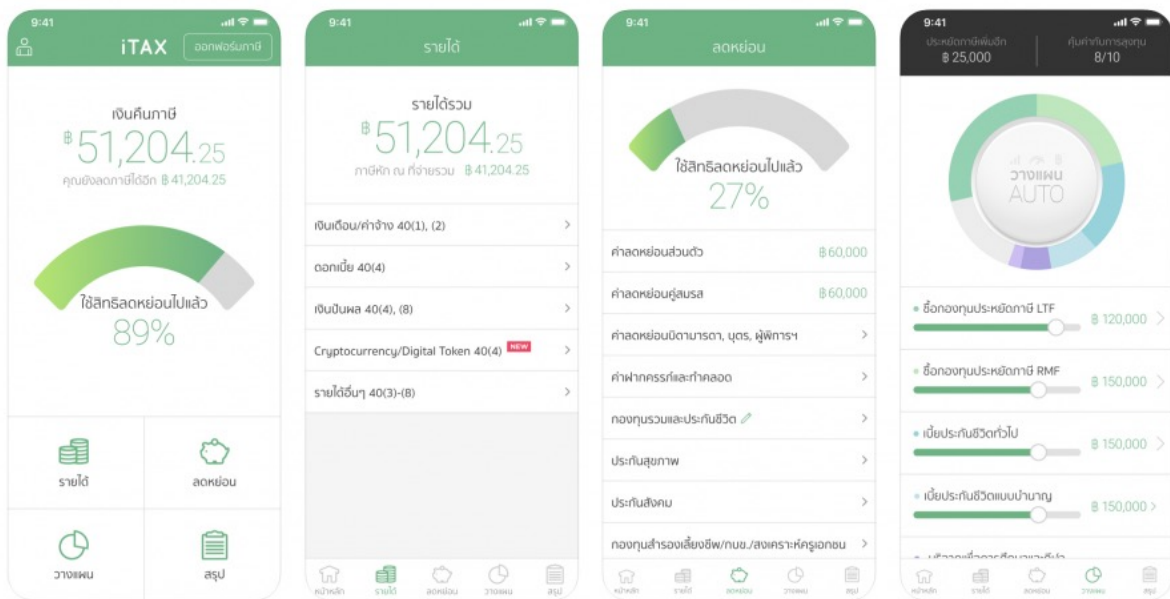 9:41
iTAX
ออกฟอร์มภาษี
เงินคืนภาษี
฿51,204.25
คุณยังลดภาษีได้อีก ฿ 41,204.25
ใช้สิทธิลดหย่อนไปแล้ว
89%
รายได้
ลดหย่อน
วางแผน
สรุป
9:41
รายได้
รายได้รวม
฿51,204.25
ภาษีหัก ณ ที่จ่ายรวม ฿ 41,204.25
เงินเดือน/ค่าจ้าง 40(1), (2)
ดอกเบี้ย 40(4)
เงินปันผล 40(4), (8)
Cryptocurrency/Digital Token 40(4) NEW
รายได้อื่นๆ 40(3)-(8)
หน้าหลัก
รายได้
ลดหย่อน
วางแผน
สรุป
9:41
ลดหย่อน
ใช้สิทธิลดหย่อนไปแล้ว
27%
ค่าลดหย่อนส่วนตัว ฿60,000
ค่าลดหย่อนคู่สมรส ฿60,000
ค่าลดหย่อนบิดามารดา, บุตร, ผู้พิการฯ
ค่าฝากครรภ์และทำคลอด
กองทุนรวมและประกันชีวิต
ประกันสุขภาพ
ประกันสังคม
กองทุนสำรองเลี้ยงชีพ/กบข./สงเคราะห์ครูเอกชน
หน้าหลัก
รายได้
ลดหย่อน
วางแผน
สรุป
9:41
ประหยัดภาษีเพิ่มอีก
฿ 25,000
คุ้มค่ากับการลงทุน
8/10
วางแผน
AUTO
ซื้อกองทุนประหยัดภาษี LTF
฿ 120,000
ซื้อกองทุนประหยัดภาษี RMF
฿ 150,000
เบี้ยประกันชีวิตทั่วไป
฿ 150,000
เบี้ยประกันชีวิตแบบบำนาญ
฿ 150,000
หน้าหลัก
รายได้
ลดหย่อน
วางแผน
สรุป